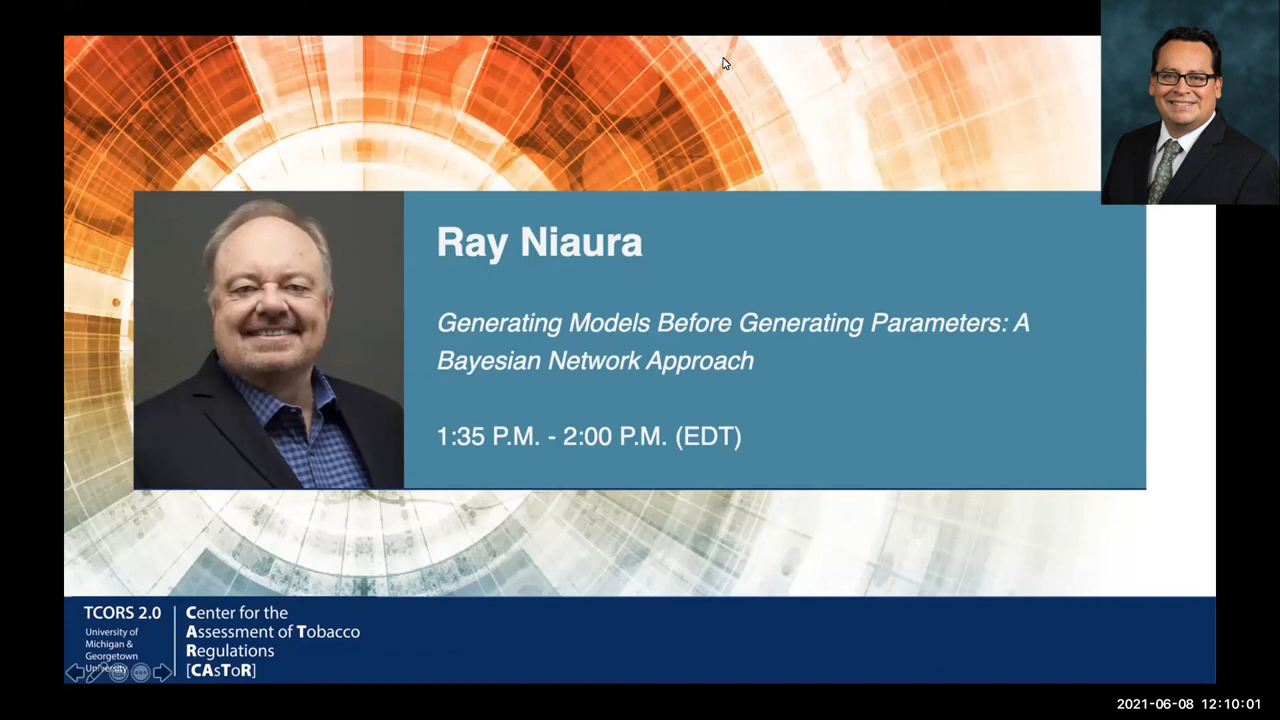 Ray Niaura
Generating Models Before Generating Parameters: A
Bayesian Network Approach
1:35 P.M. - 2:00 P.M. (EDT)
TCORS 2.0
University of
Michigan &
Georgetown
University
Center for the
Assessment of Tobacco
Regulations
[CAsToR]
2021-06-08 12:10:01